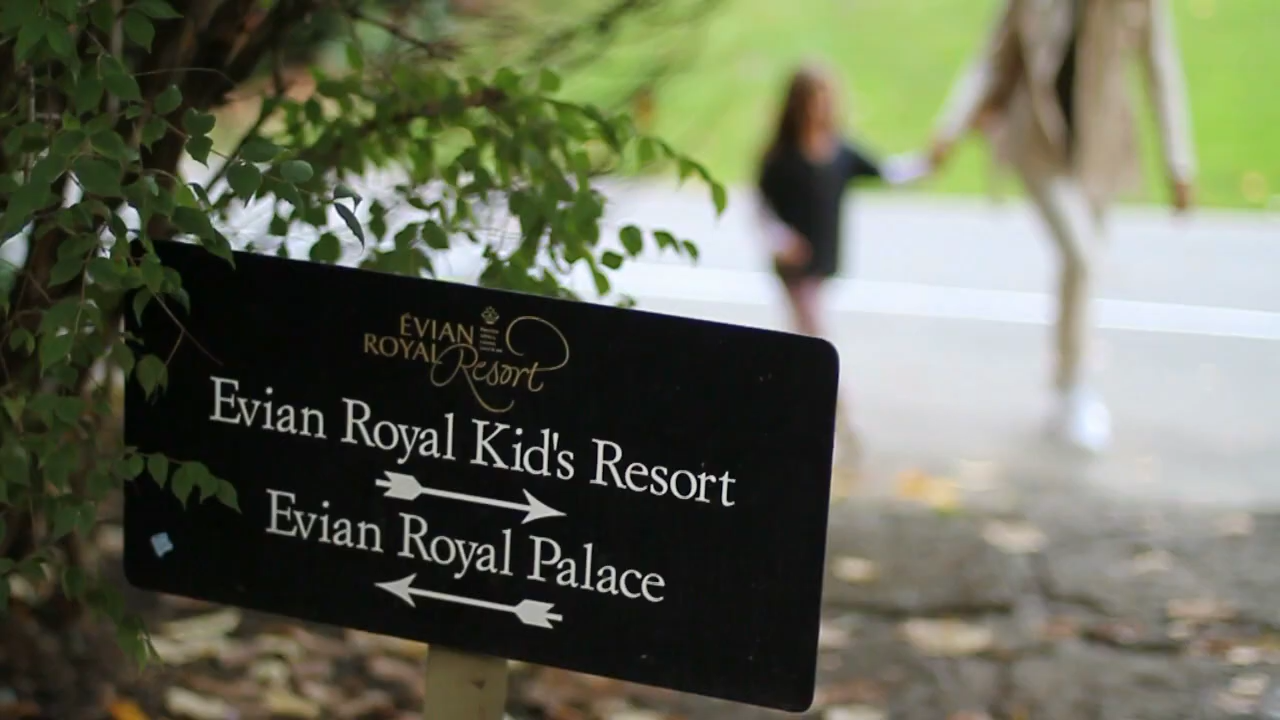 ÉVIAN
ROYAL Resort
Evian Royal Kid's Resort
Evian Royal Palace